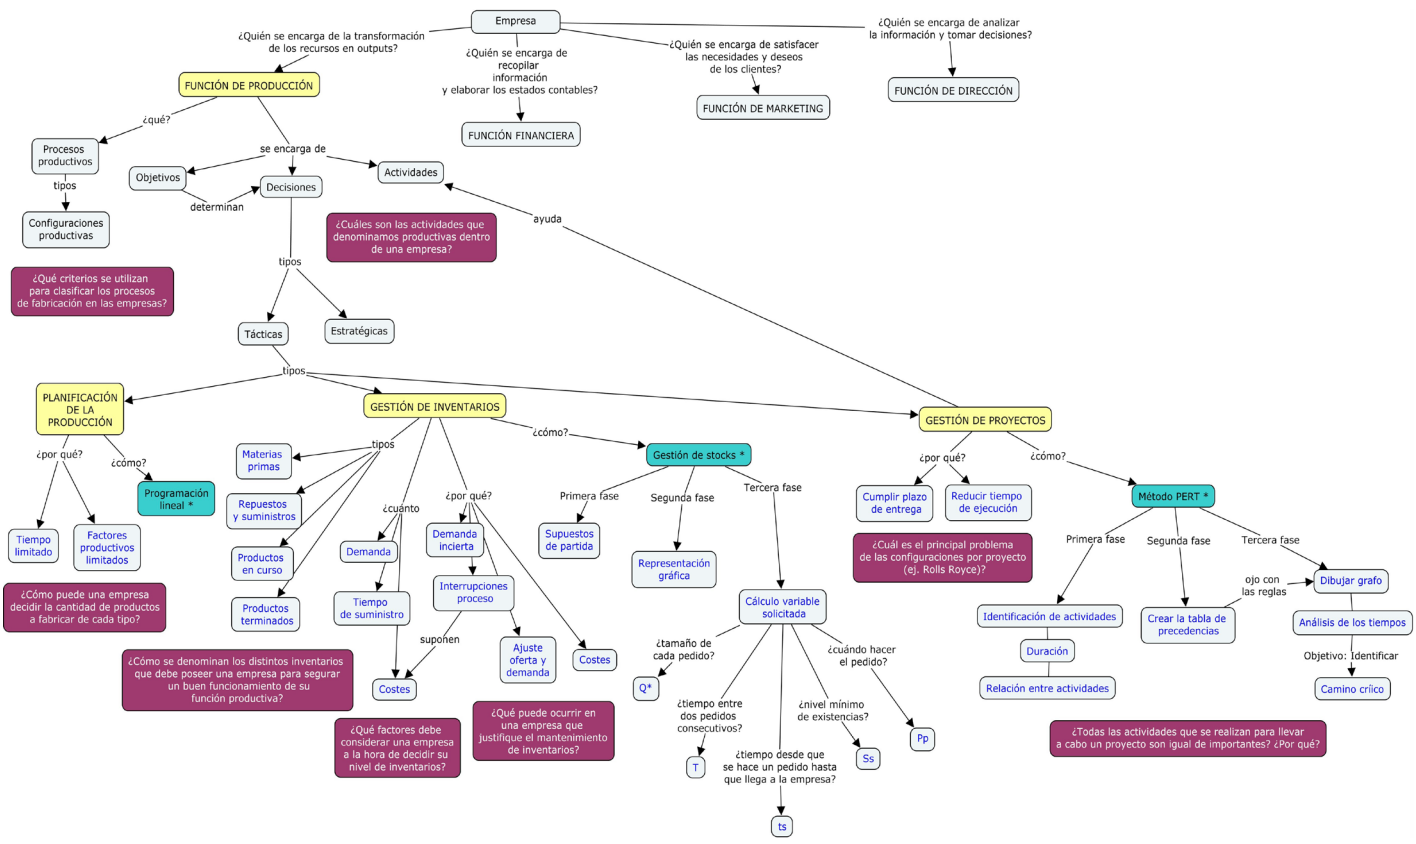 Empresa
¿Quién se encarga de la transformación
de los recursos en outputs?
¿Quién se encarga de
recopilar
información
y elaborar los estados contables?
¿Quién se encarga de satisfacer
las necesidades y deseos
de los clientes?
¿Quién se encarga de analizar
la información y tomar decisiones?
FUNCIÓN DE PRODUCCIÓN
FUNCIÓN FINANCIERA
FUNCIÓN DE MARKETING
FUNCIÓN DE DIRECCIÓN
¿qué?
Procesos
productivos
tipos
Configuraciones
productivas
se encarga de
Objetivos
determinan
Decisiones
Actividades
ayuda
¿Cuáles son las actividades que
denominamos productivas dentro
de una empresa?
¿Qué criterios se utilizan
para clasificar los procesos
de fabricación en las empresas?
tipos
Tácticas
Estratégicas
tipos
PLANIFICACIÓN
DE LA
PRODUCCIÓN
¿por qué?
¿cómo?
Programación
lineal *
Tiempo
limitado
Factores
productivos
limitados
¿Cómo puede una empresa
decidir la cantidad de productos
a fabricar de cada tipo?
GESTIÓN DE INVENTARIOS
tipos
Materias
primas
Repuestos
y suministros
Productos
en curso
Productos
terminados
¿cuánto
Demanda
Tiempo
de suministro
Costes
¿por qué?
Demanda
incierta
Interrupciones
proceso
suponen
Ajuste
oferta y
demanda
Costes
¿Cómo se denominan los distintos inventarios
que debe poseer una empresa para segurar
un buen funcionamiento de su
función productiva?
¿Qué factores debe
considerar una empresa
a la hora de decidir su
nivel de inventarios?
¿Qué puede ocurrir en
una empresa que
justifique el mantenimiento
de inventarios?
¿cómo?
Gestión de stocks *
Primera fase
Segunda fase
Tercera fase
Supuestos
de partida
Representación
gráfica
Cálculo variable
solicitada
¿tamaño de
cada pedido?
Q*
¿tiempo entre
dos pedidos
consecutivos?
T
¿tiempo desde que
se hace un pedido hasta
que llega a la empresa?
ts
¿nivel mínimo
de existencias?
Ss
¿cuándo hacer
el pedido?
Pp
GESTIÓN DE PROYECTOS
¿por qué?
¿cómo?
Cumplir plazo
de entrega
Reducir tiempo
de ejecución
¿Cuál es el principal problema
de las configuraciones por proyecto
(ej. Rolls Royce)?
Método PERT *
Primera fase
Segunda fase
Tercera fase
Identificación de actividades
Duración
Relación entre actividades
Crear la tabla de
precedencias
ojo con
las reglas
Dibujar grafo
Análisis de los tiempos
Objetivo: Identificar
Camino críico
¿Todas las actividades que se realizan para llevar
a cabo un proyecto son igual de importantes? ¿Por qué?